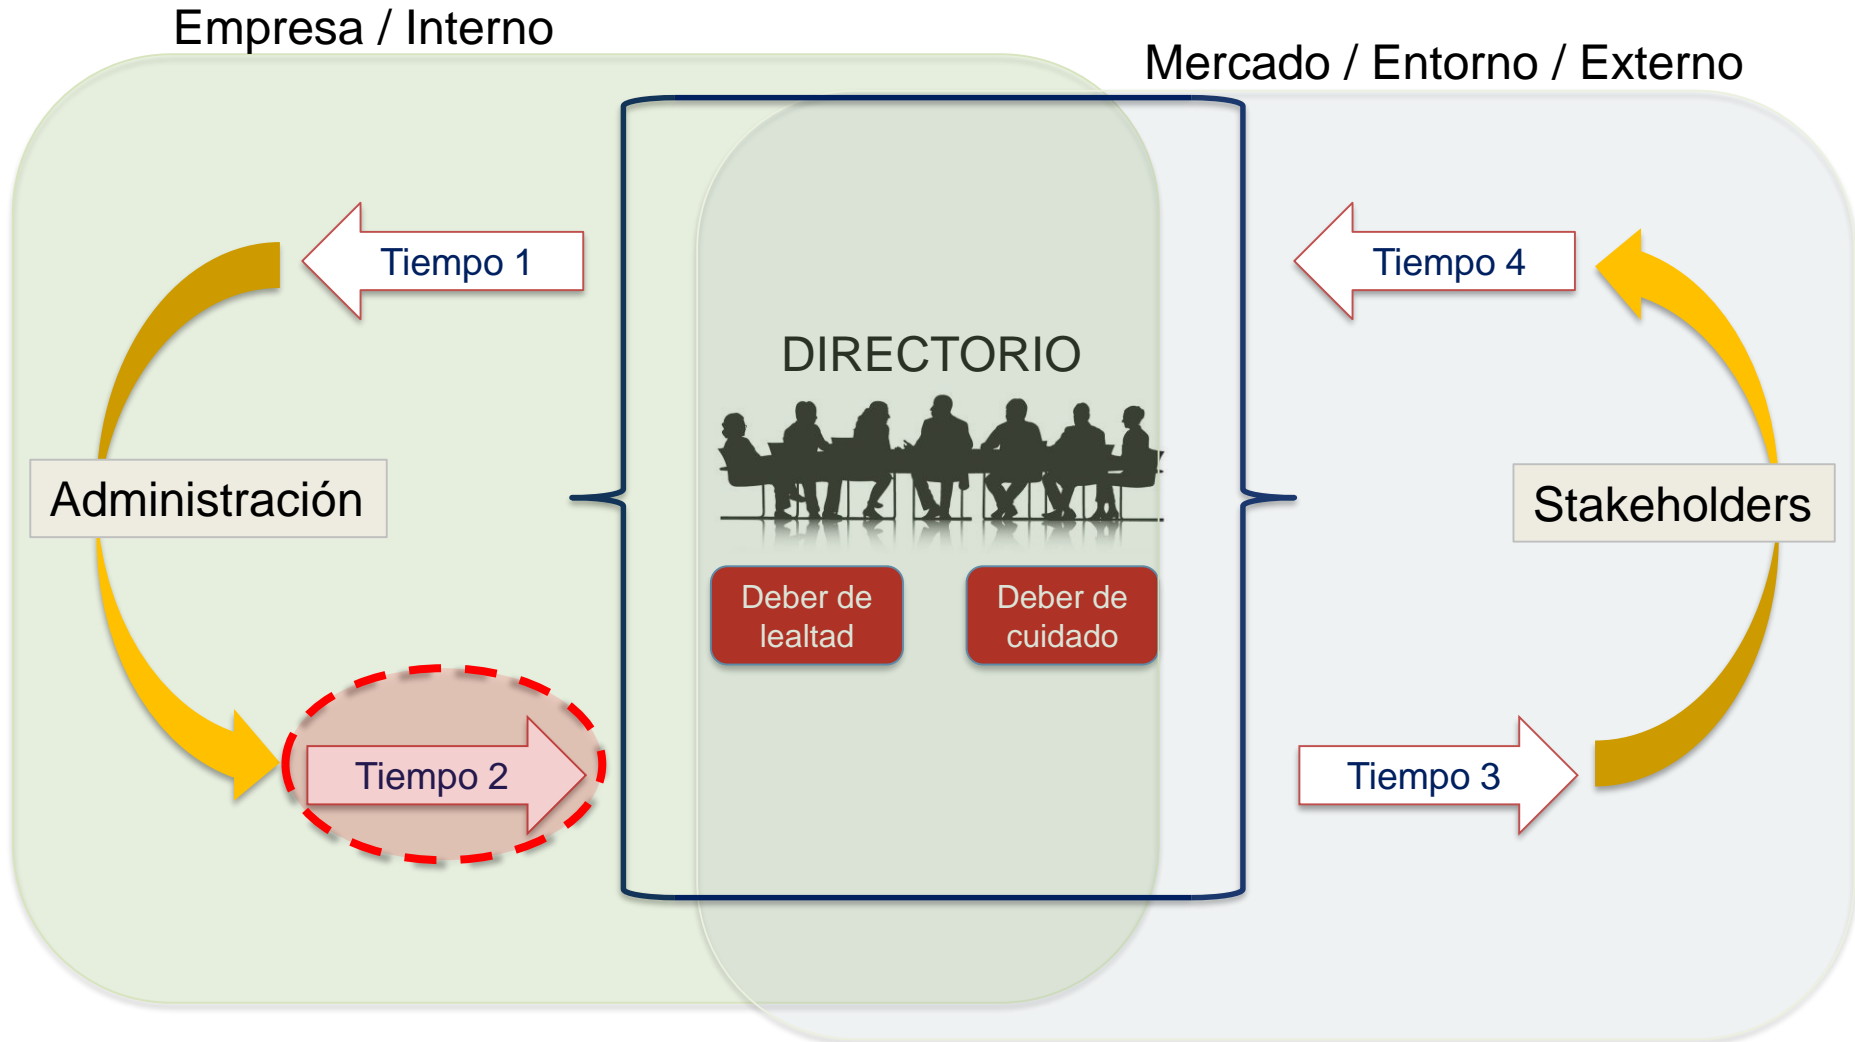 Empresa / Interno
Mercado / Entorno / Externo
Tiempo 1
Tiempo 4
DIRECTORIO
Administración
Stakeholders
Deber de
lealtad
Deber de
cuidado
Tiempo 2
Tiempo 3